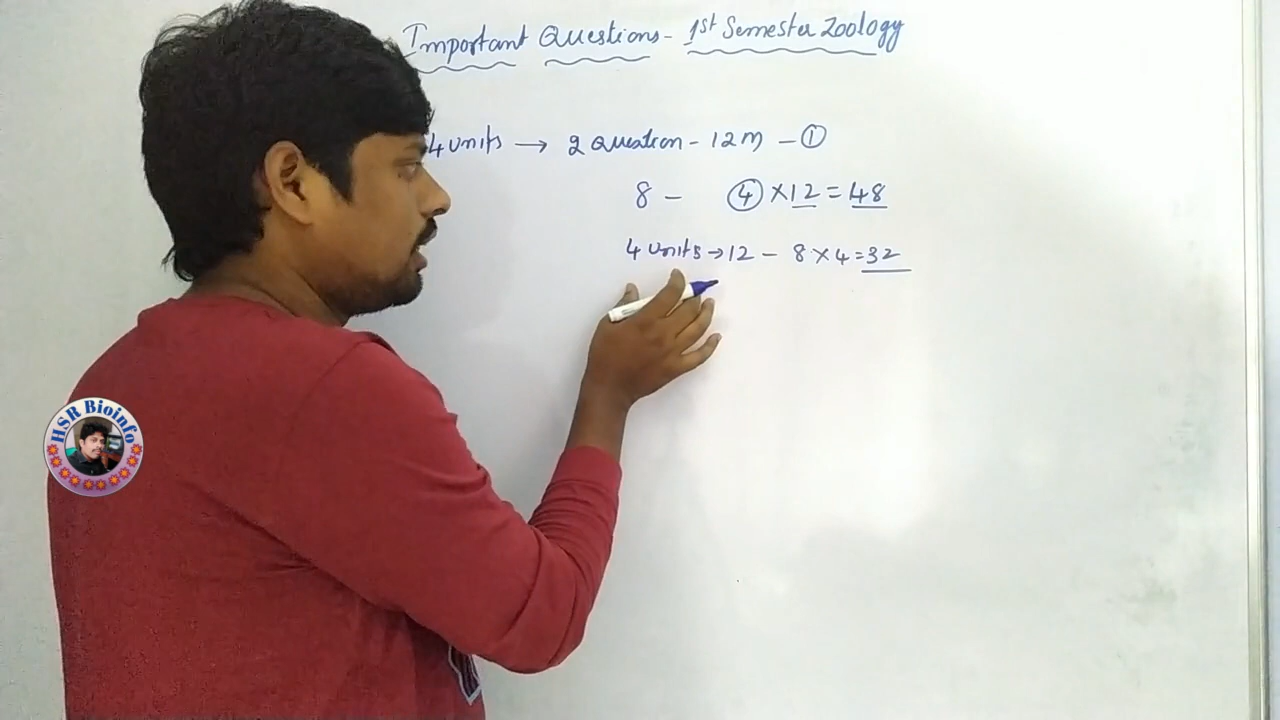 Important Questions - 1st Semester Zoology
4 units → 2 Question - 12M - ①
8 - ④ × 12 = 48
4 units → 12 - 8 × 4 = 32
HSR Bioinfo